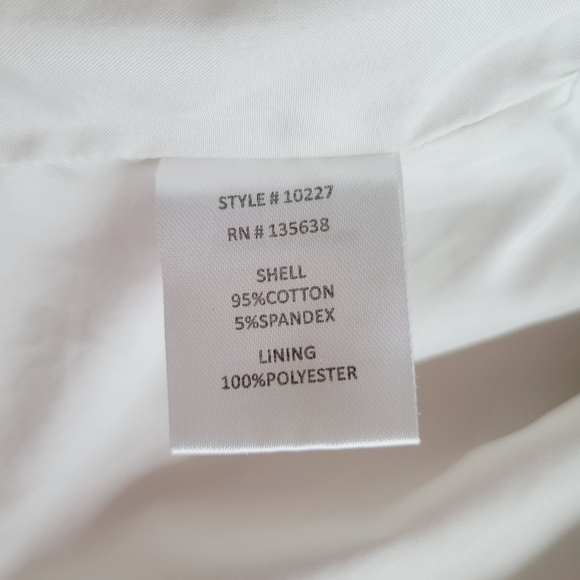 STYLE # 10227
RN # 135638
SHELL
95%COTTON
5%SPANDEX
LINING
100%POLYESTER